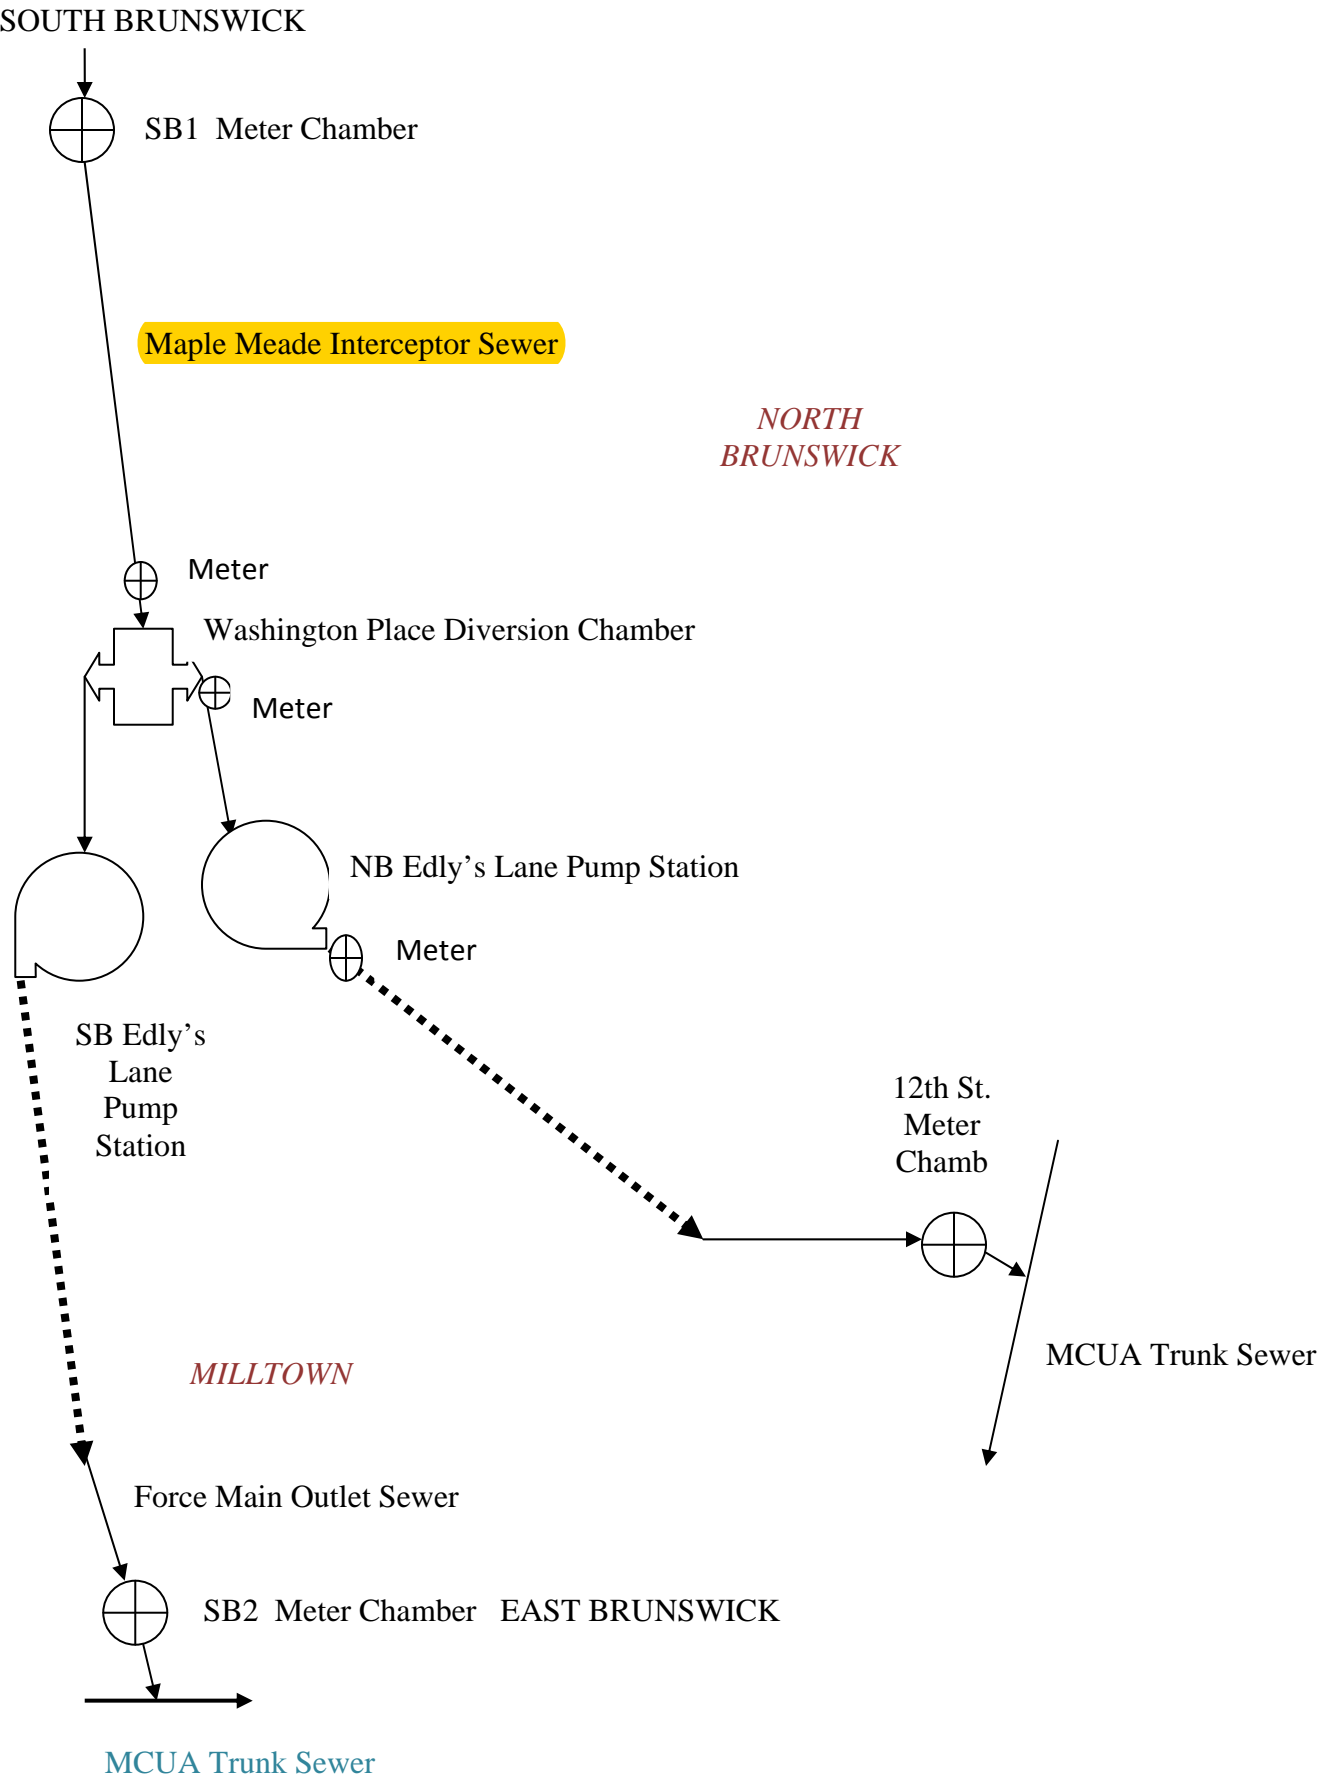 SOUTH BRUNSWICK
SB1 Meter Chamber
Maple Meade Interceptor Sewer
NORTH
BRUNSWICK
Meter
Washington Place Diversion Chamber
Meter
NB Edly’s Lane Pump Station
Meter
SB Edly’s
Lane
Pump
Station
12th St.
Meter
Chamb
MCUA Trunk Sewer
MILLTOWN
Force Main Outlet Sewer
SB2 Meter Chamber EAST BRUNSWICK
MCUA Trunk Sewer